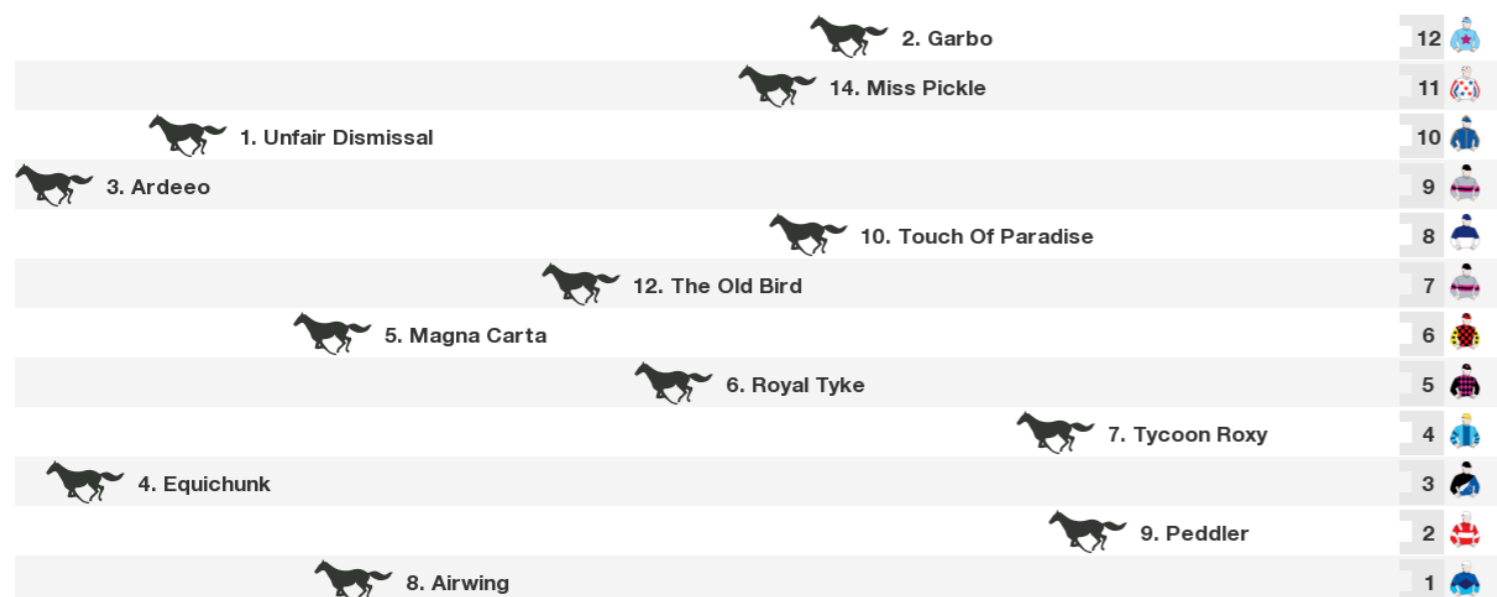 2. Garbo 12
14. Miss Pickle 11
1. Unfair Dismissal 10
3. Ardeeo 9
10. Touch Of Paradise 8
12. The Old Bird 7
5. Magna Carta 6
6. Royal Tyke 5
7. Tycoon Roxy 4
4. Equichunk 3
9. Peddler 2
8. Airwing 1